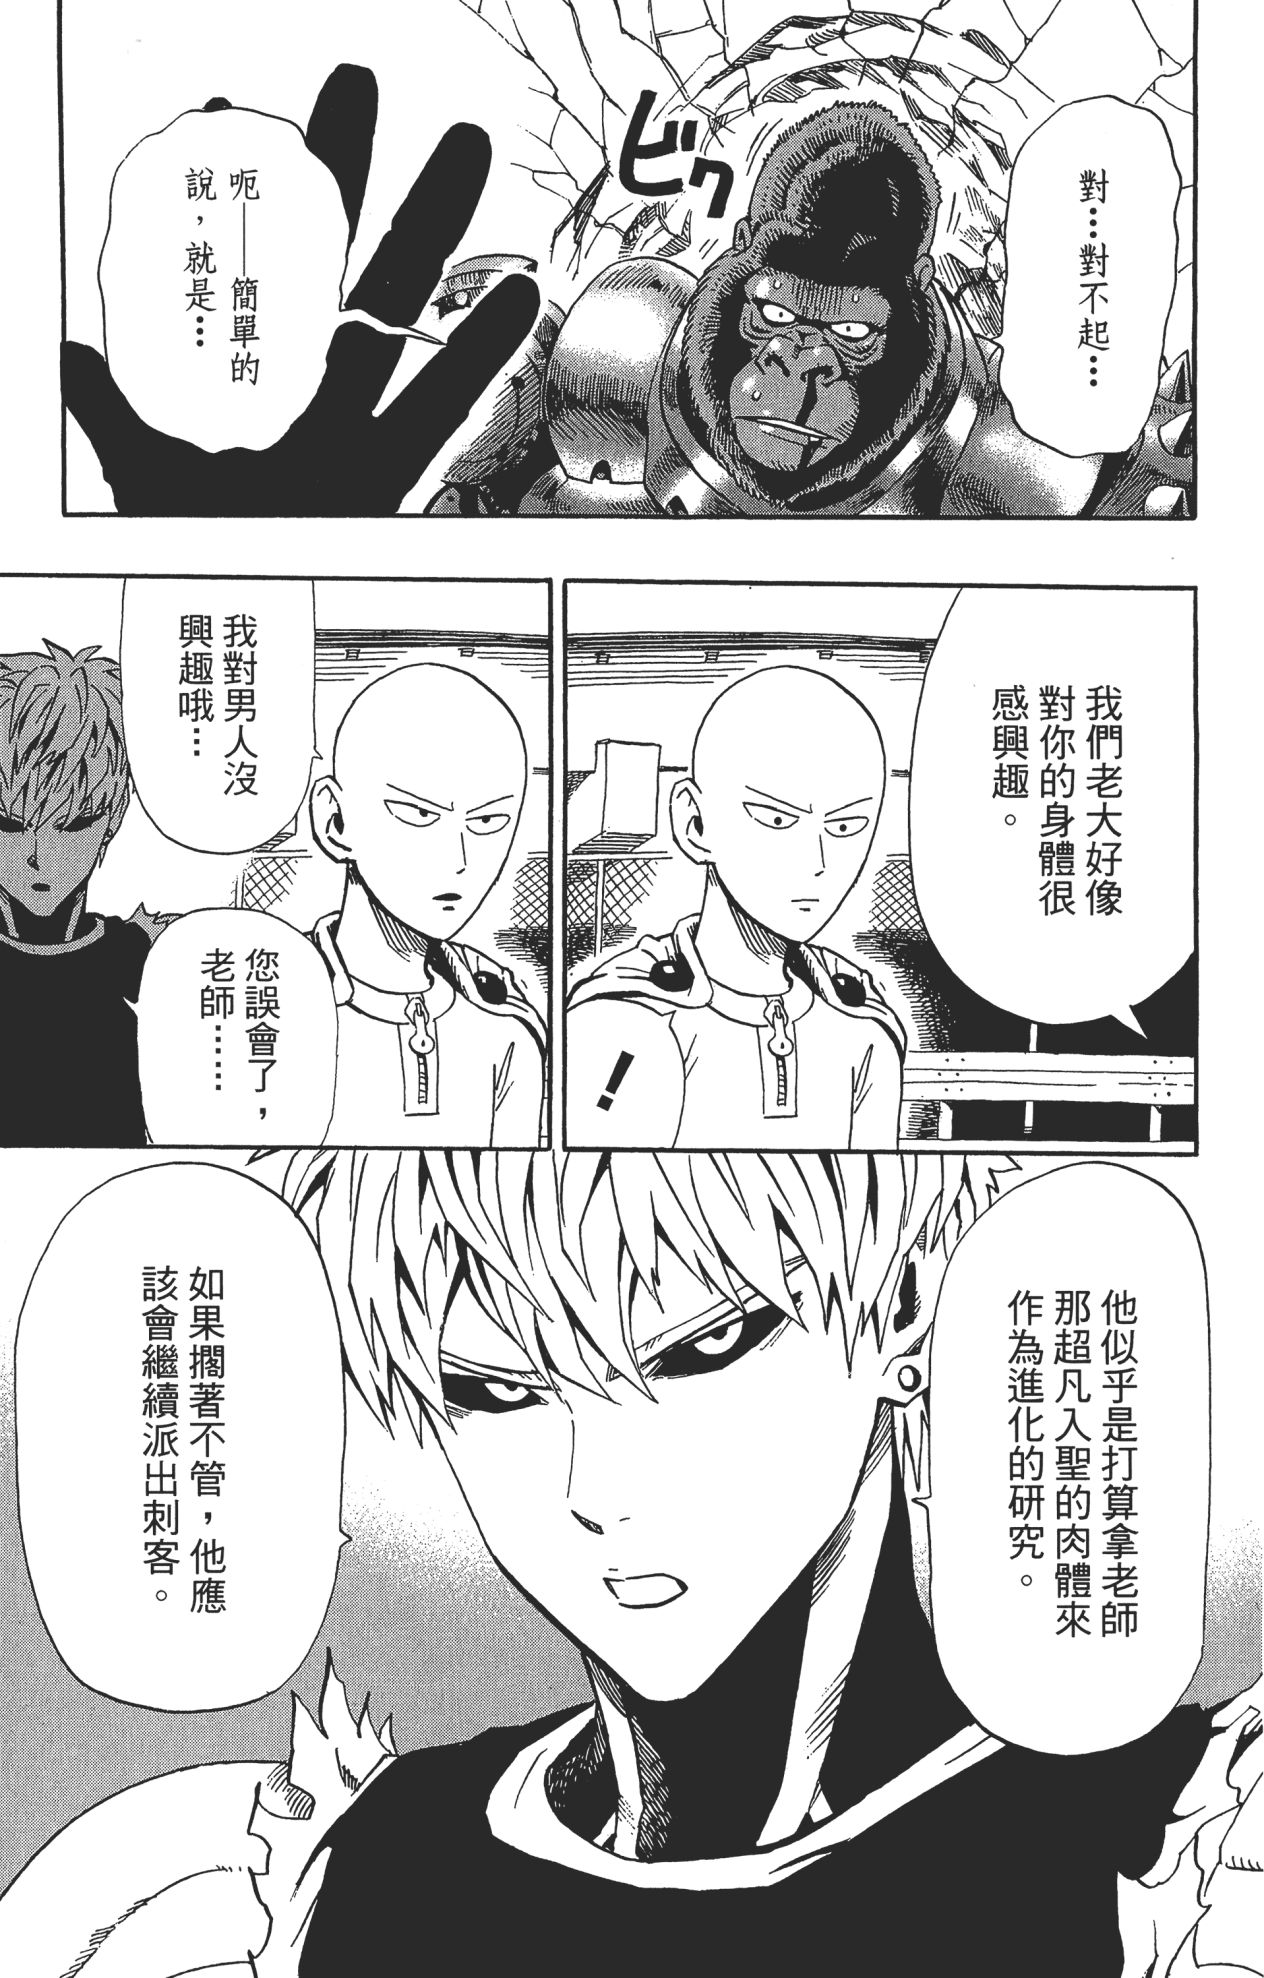 對…對不起…
ビク
呃——簡單的
說，就是…
我們老大好像
對你的身體很
感興趣。
！
我對男人沒
興趣哦…
您誤會了，
老師……
他似乎是打算拿老師
那超凡入聖的肉體來
作為進化的研究。
如果擱著不管，他應
該會繼續派出刺客。